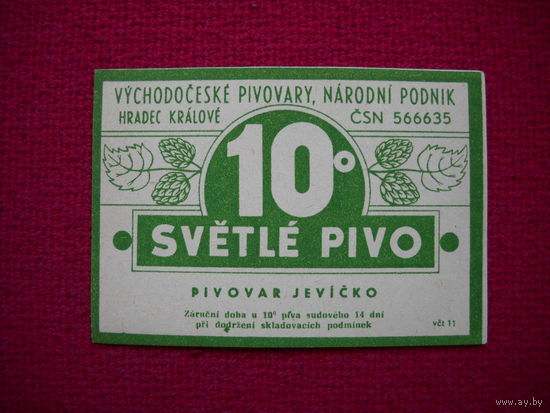 VÝCHODOČESKÉ PIVOVARY, NÁRODNÍ PODNIK
HRADEC KRÁLOVÉ ČSN 566635
10°
SVĚTLÉ PIVO
PIVOVAR JEVÍČKO
Záruční doba u 10° piva sudového 14 dní
při dodržení skladovacích podmínek
včt 11
www.ay.by